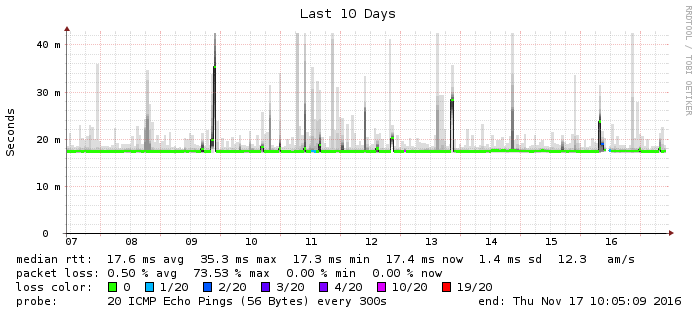 Last 10 Days
RRDTOOL / TOBI OETIKER
Seconds
40 m
30 m
20 m
10 m
0
07 08 09 10 11 12 13 14 15 16
median rtt: 17.6 ms avg 35.3 ms max 17.3 ms min 17.4 ms now 1.4 ms sd 12.3 am/s
packet loss: 0.50 % avg 73.53 % max 0.00 % min 0.00 % now
loss color: 0 1/20 2/20 3/20 4/20 10/20 19/20
probe: 20 ICMP Echo Pings (56 Bytes) every 300s end: Thu Nov 17 10:05:09 2016